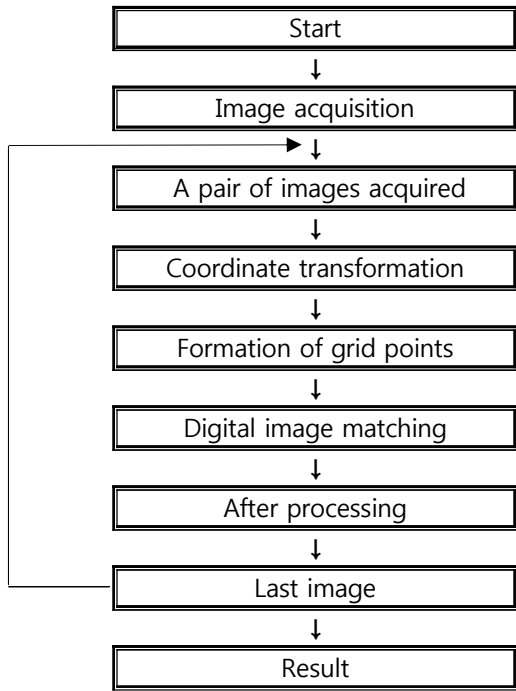 Start
↓
Image acquisition
↓
A pair of images acquired
↓
Coordinate transformation
↓
Formation of grid points
↓
Digital image matching
↓
After processing
↓
Last image
↓
Result